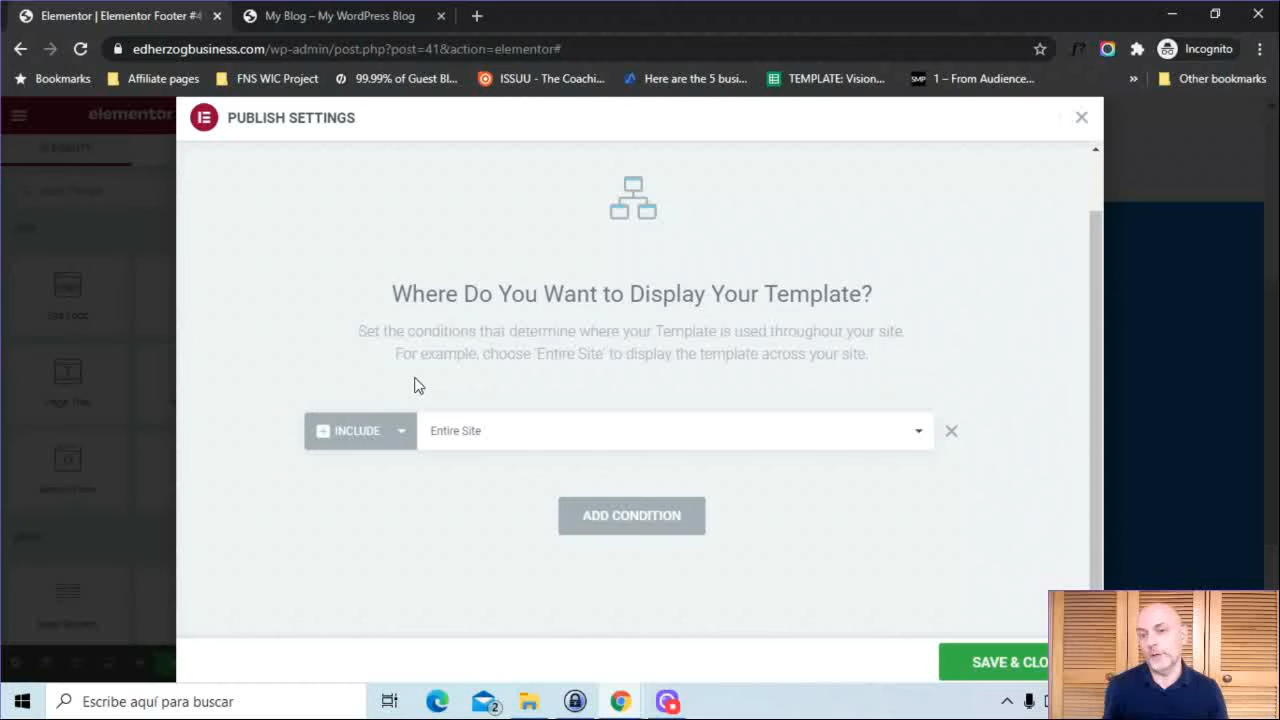 Elementor | Elementor Footer #4
My Blog – My WordPress Blog
edherzogbusiness.com/wp-admin/post.php?post=41&action=elementor#
Incognito
Bookmarks
Affiliate pages
FNS WIC Project
99.99% of Guest Bl...
ISSUU - The Coachi...
Here are the 5 busi...
TEMPLATE: Vision...
SMP
1 – From Audience...
»
Other bookmarks
elementor
PUBLISH SETTINGS
Where Do You Want to Display Your Template?
Set the conditions that determine where your Template is used throughout your site.
For example, choose 'Entire Site' to display the template across your site.
INCLUDE
Entire Site
ADD CONDITION
SAVE & CLO
Escribe aquí para buscar
2